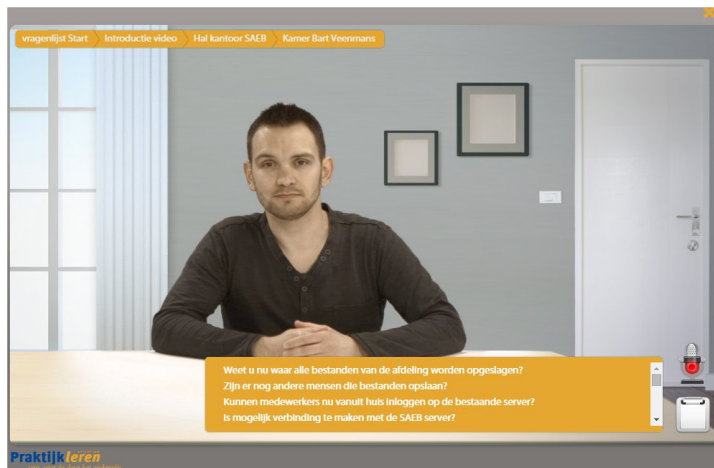 vragenlijst Start
Introductie video
Hal kantoor SAEB
Kamer Bart Veenmans
Weet u nu waar alle bestanden van de afdeling worden opgeslagen?
Zijn er nog andere mensen die bestanden opslaan?
Kunnen medewerkers nu vanuit huis inloggen op de bestaande server?
Is mogelijk verbinding te maken met de SAEB server?
Praktijkleren